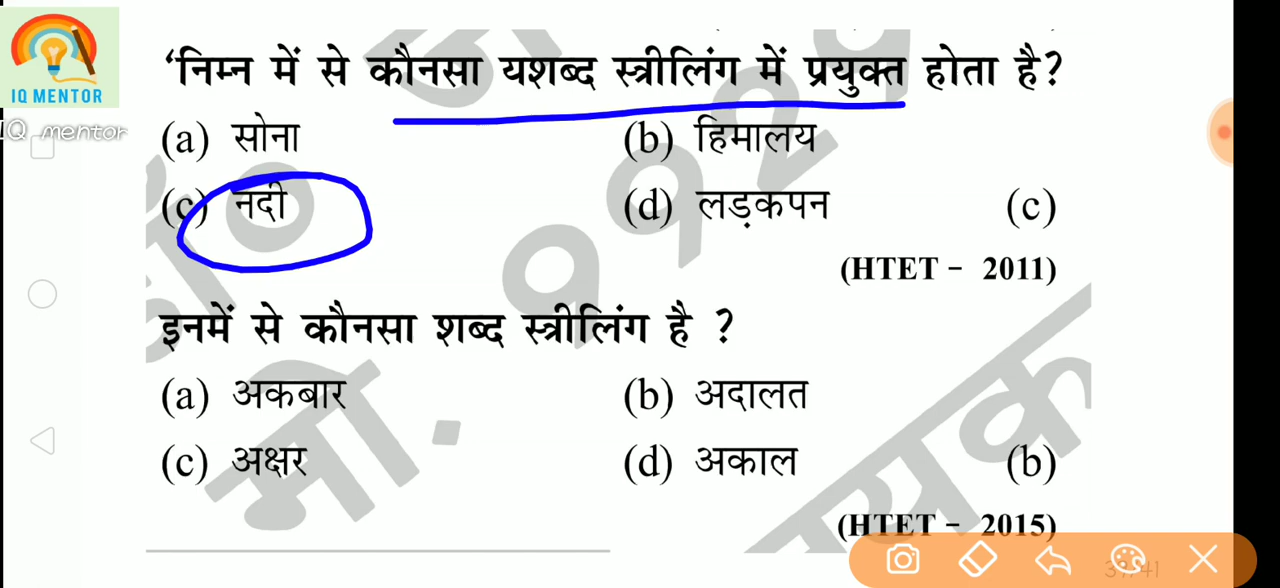 ‘निम्न में से कौनसा यशब्द स्त्रीलिंग में प्रयुक्त होता है?
IQ MENTOR
IQ mentor
(a) सोना (b) हिमालय
(c) नदी (d) लड़कपन (c)
(HTET - 2011)
इनमें से कौनसा शब्द स्त्रीलिंग है ?
(a) अकबार (b) अदालत
(c) अक्षर (d) अकाल (b)
(HTET - 2015)